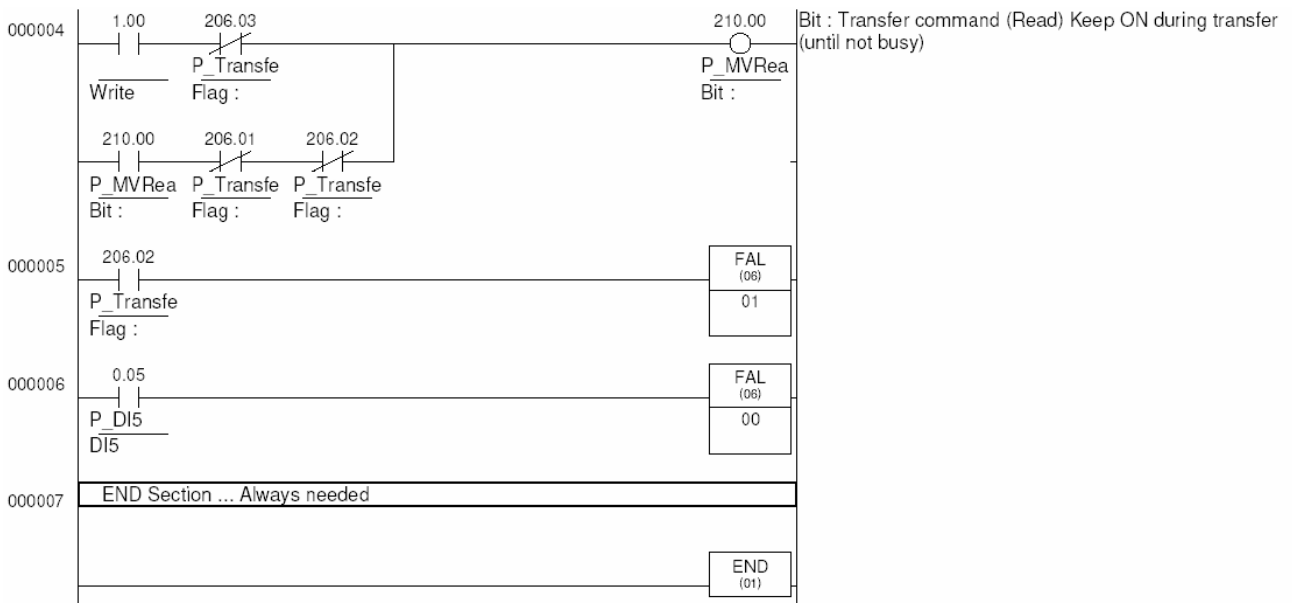 000004
1.00 206.03 210.00 Bit : Transfer command (Read) Keep ON during transfer
(until not busy)
P_Transfe P_MVRea
Write Flag : Bit :
210.00 206.01 206.02
P_MVRea P_Transfe P_Transfe
Bit : Flag : Flag :
000005
206.02 FAL
(06)
P_Transfe 01
Flag :
000006
0.05 FAL
(06)
P_DI5 00
DI5
000007 END Section ... Always needed
END
(01)